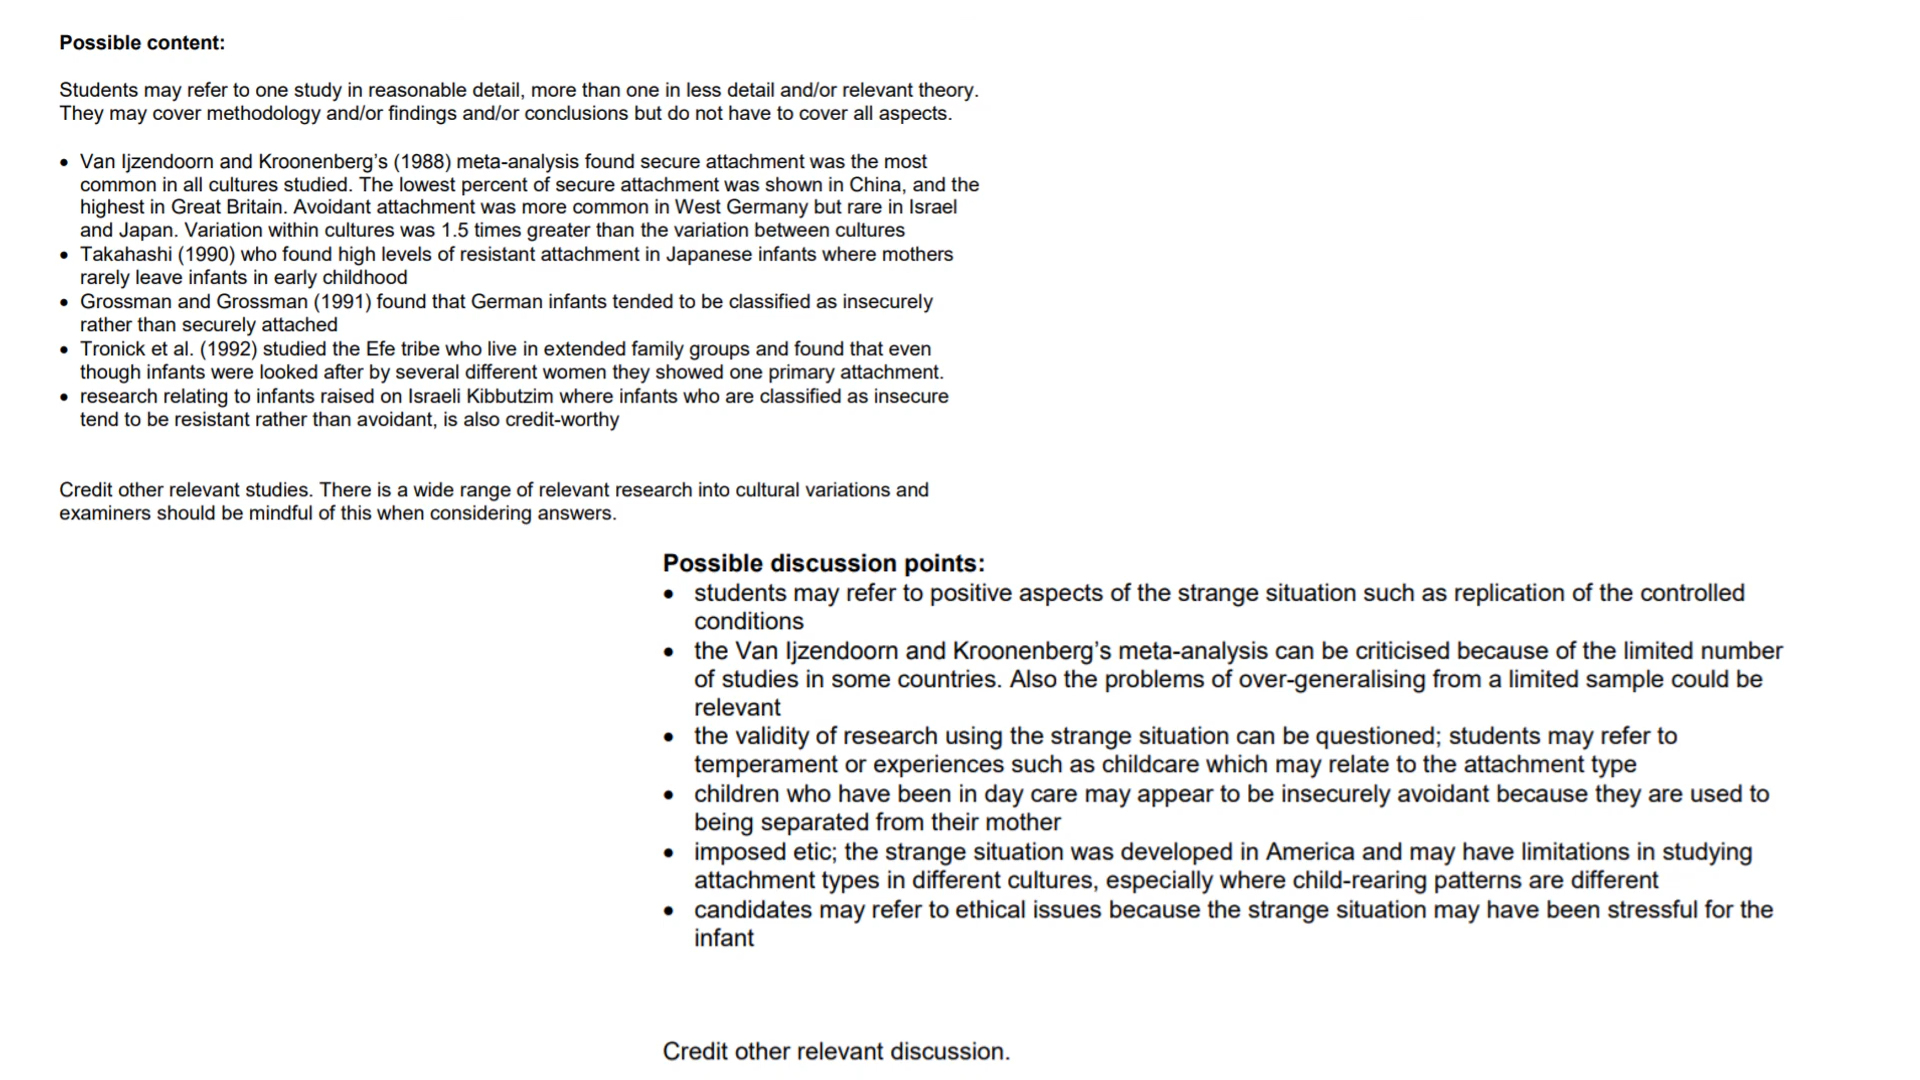 Possible content:
Students may refer to one study in reasonable detail, more than one in less detail and/or relevant theory.
They may cover methodology and/or findings and/or conclusions but do not have to cover all aspects.
• Van Ijzendoorn and Kroonenberg's (1988) meta-analysis found secure attachment was the most
common in all cultures studied. The lowest percent of secure attachment was shown in China, and the
highest in Great Britain. Avoidant attachment was more common in West Germany but rare in Israel
and Japan. Variation within cultures was 1.5 times greater than the variation between cultures
• Takahashi (1990) who found high levels of resistant attachment in Japanese infants where mothers
rarely leave infants in early childhood
• Grossman and Grossman (1991) found that German infants tended to be classified as insecurely
rather than securely attached
• Tronick et al. (1992) studied the Efe tribe who live in extended family groups and found that even
though infants were looked after by several different women they showed one primary attachment.
• research relating to infants raised on Israeli Kibbutzim where infants who are classified as insecure
tend to be resistant rather than avoidant, is also credit-worthy
Credit other relevant studies. There is a wide range of relevant research into cultural variations and
examiners should be mindful of this when considering answers.
Possible discussion points:
• students may refer to positive aspects of the strange situation such as replication of the controlled
conditions
• the Van Ijzendoorn and Kroonenberg's meta-analysis can be criticised because of the limited number
of studies in some countries. Also the problems of over-generalising from a limited sample could be
relevant
• the validity of research using the strange situation can be questioned; students may refer to
temperament or experiences such as childcare which may relate to the attachment type
• children who have been in day care may appear to be insecurely avoidant because they are used to
being separated from their mother
• imposed etic; the strange situation was developed in America and may have limitations in studying
attachment types in different cultures, especially where child-rearing patterns are different
• candidates may refer to ethical issues because the strange situation may have been stressful for the
infant
Credit other relevant discussion.